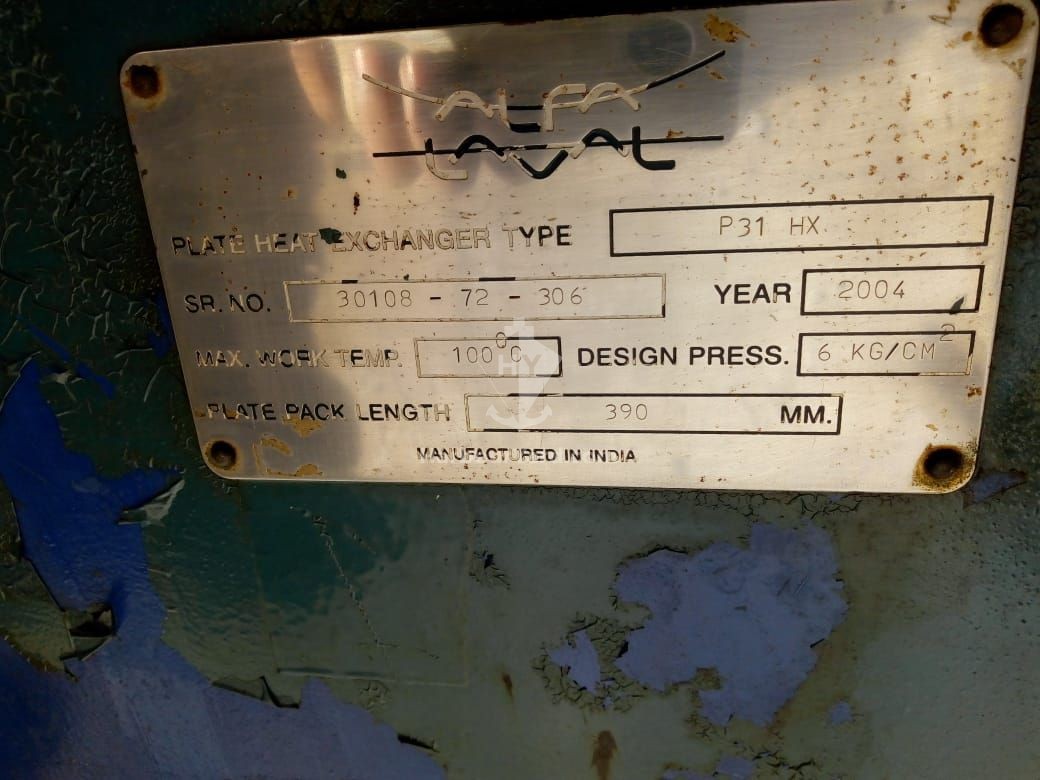 ALFA
LAVAL
PLATE HEAT EXCHANGER TYPE P31 HX
SR. NO. 30108 - 72 - 306 YEAR 2004
MAX. WORK TEMP. 100°C DESIGN PRESS. 6 KG/CM²
PLATE PACK LENGTH 390 MM.
MANUFACTURED IN INDIA
HY